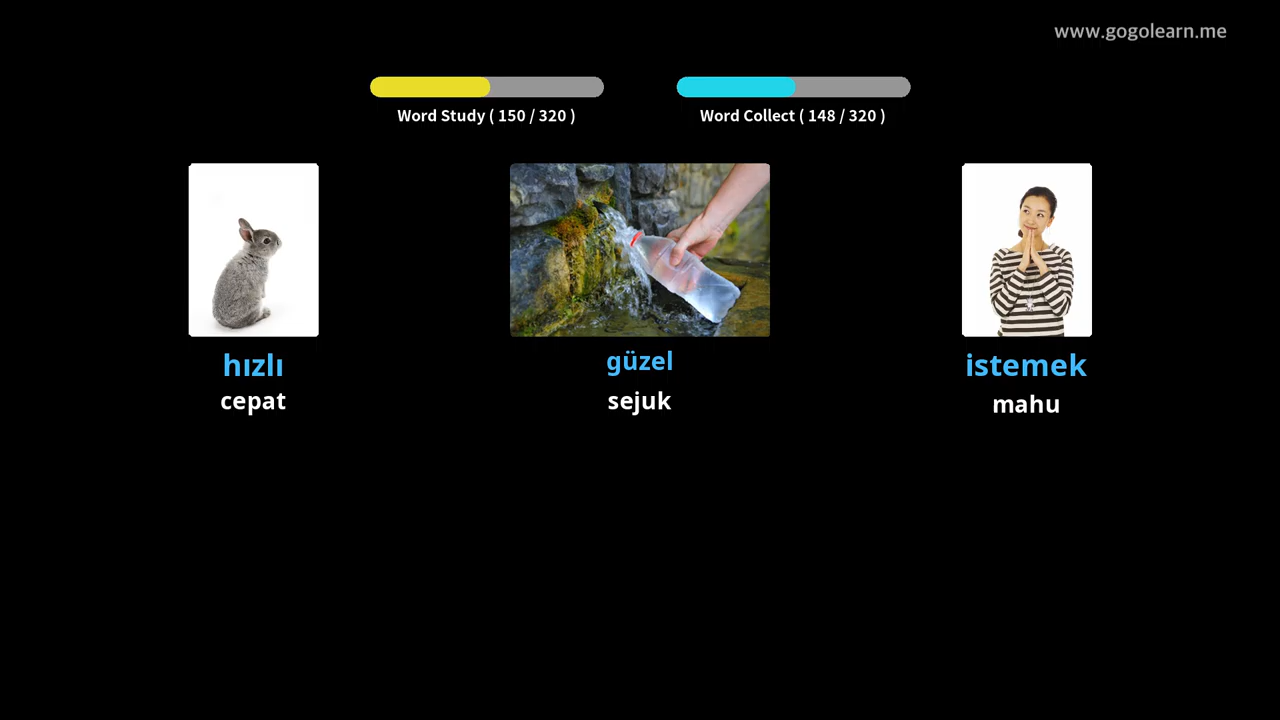 www.gogolearn.me
Word Study ( 150 / 320 )
Word Collect ( 148 / 320 )
hızlı
cepat
güzel
sejuk
istemek
mahu